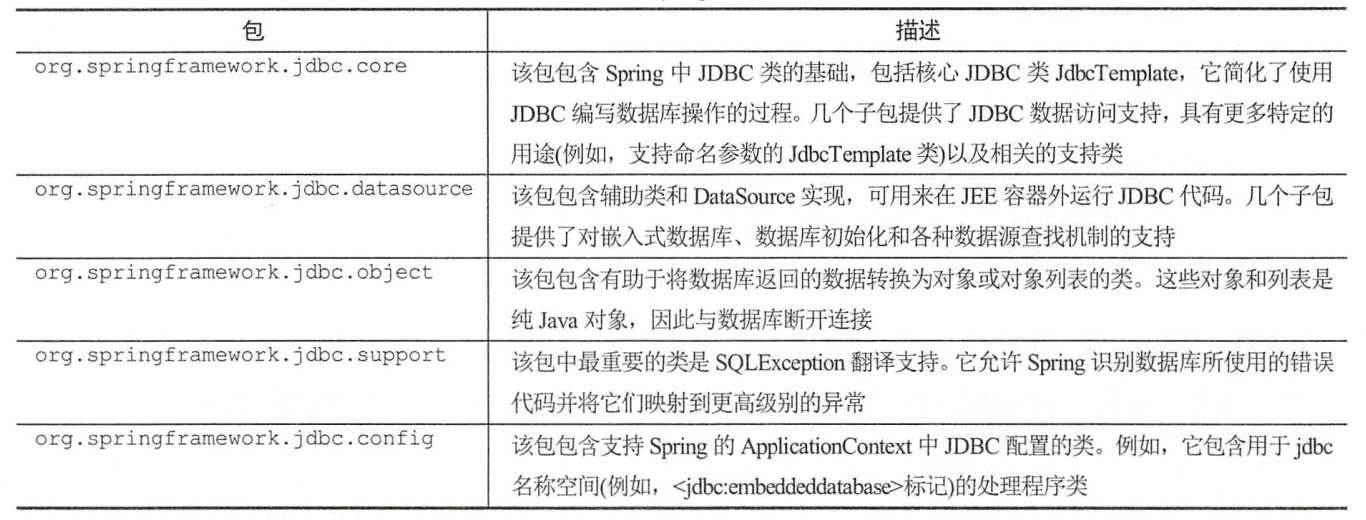 包 描述
org.springframework.jdbc.core 该包包含 Spring 中 JDBC 类的基础，包括核心 JDBC 类 JdbcTemplate，它简化了使用
JDBC 编写数据库操作的过程。几个子包提供了 JDBC 数据访问支持，具有更多特定的
用途(例如，支持命名参数的 JdbcTemplate 类)以及相关的支持类
org.springframework.jdbc.datasource 该包包含辅助类和 DataSource 实现，可用来在 JEE 容器外运行 JDBC 代码。几个子包
提供了对嵌入式数据库、数据库初始化和各种数据源查找机制的支持
org.springframework.jdbc.object 该包包含有助于将数据库返回的数据转换为对象或对象列表的类。这些对象和列表是
纯 Java 对象，因此与数据库断开连接
org.springframework.jdbc.support 该包中最重要的类是 SQLException 翻译支持。它允许 Spring 识别数据库所使用的错误
代码并将它们映射到更高级别的异常
org.springframework.jdbc.config 该包包含支持 Spring 的 ApplicationContext 中 JDBC 配置的类。例如，它包含用于 jdbc
名称空间(例如，<jdbc:embeddeddatabase>标记)的处理程序类